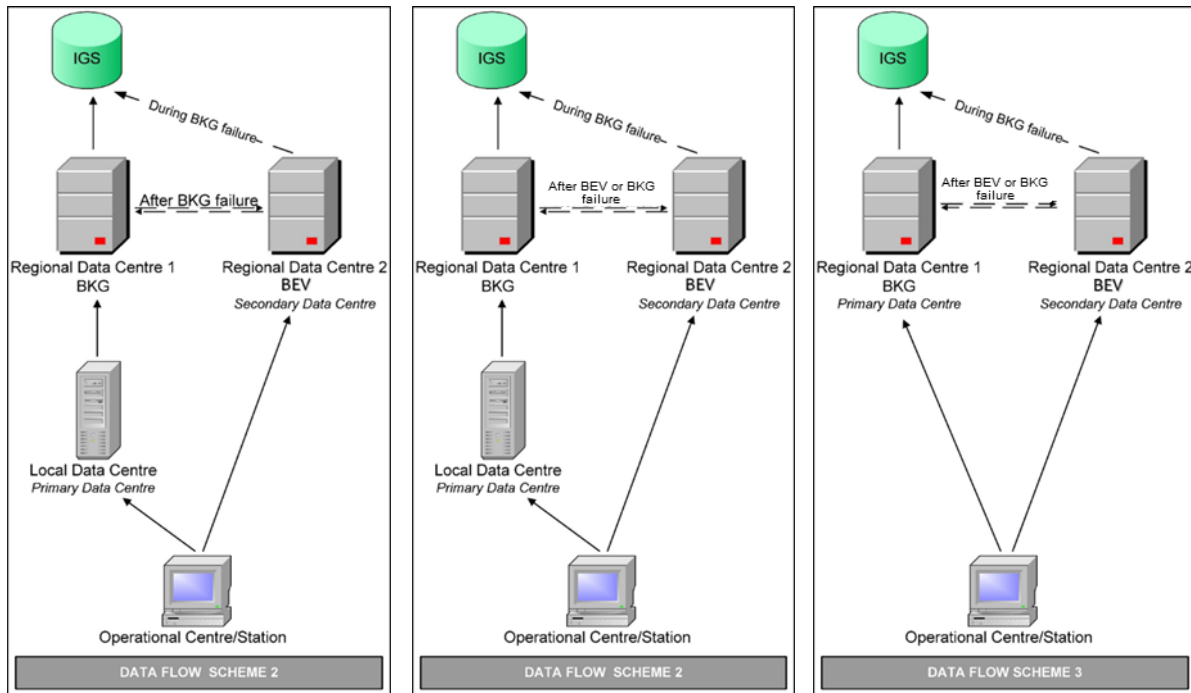 IGS
During BKG failure
After BKG failure
Regional Data Centre 1
BKG
Regional Data Centre 2
BEV
Secondary Data Centre
Local Data Centre
Primary Data Centre
Operational Centre/Station
DATA FLOW SCHEME 2
IGS
During BKG failure
After BEV or BKG
failure
Regional Data Centre 1
BKG
Regional Data Centre 2
BEV
Secondary Data Centre
Local Data Centre
Primary Data Centre
Operational Centre/Station
DATA FLOW SCHEME 2
IGS
During BKG failure
After BEV or BKG
failure
Regional Data Centre 1
BKG
Primary Data Centre
Regional Data Centre 2
BEV
Secondary Data Centre
Operational Centre/Station
DATA FLOW SCHEME 3